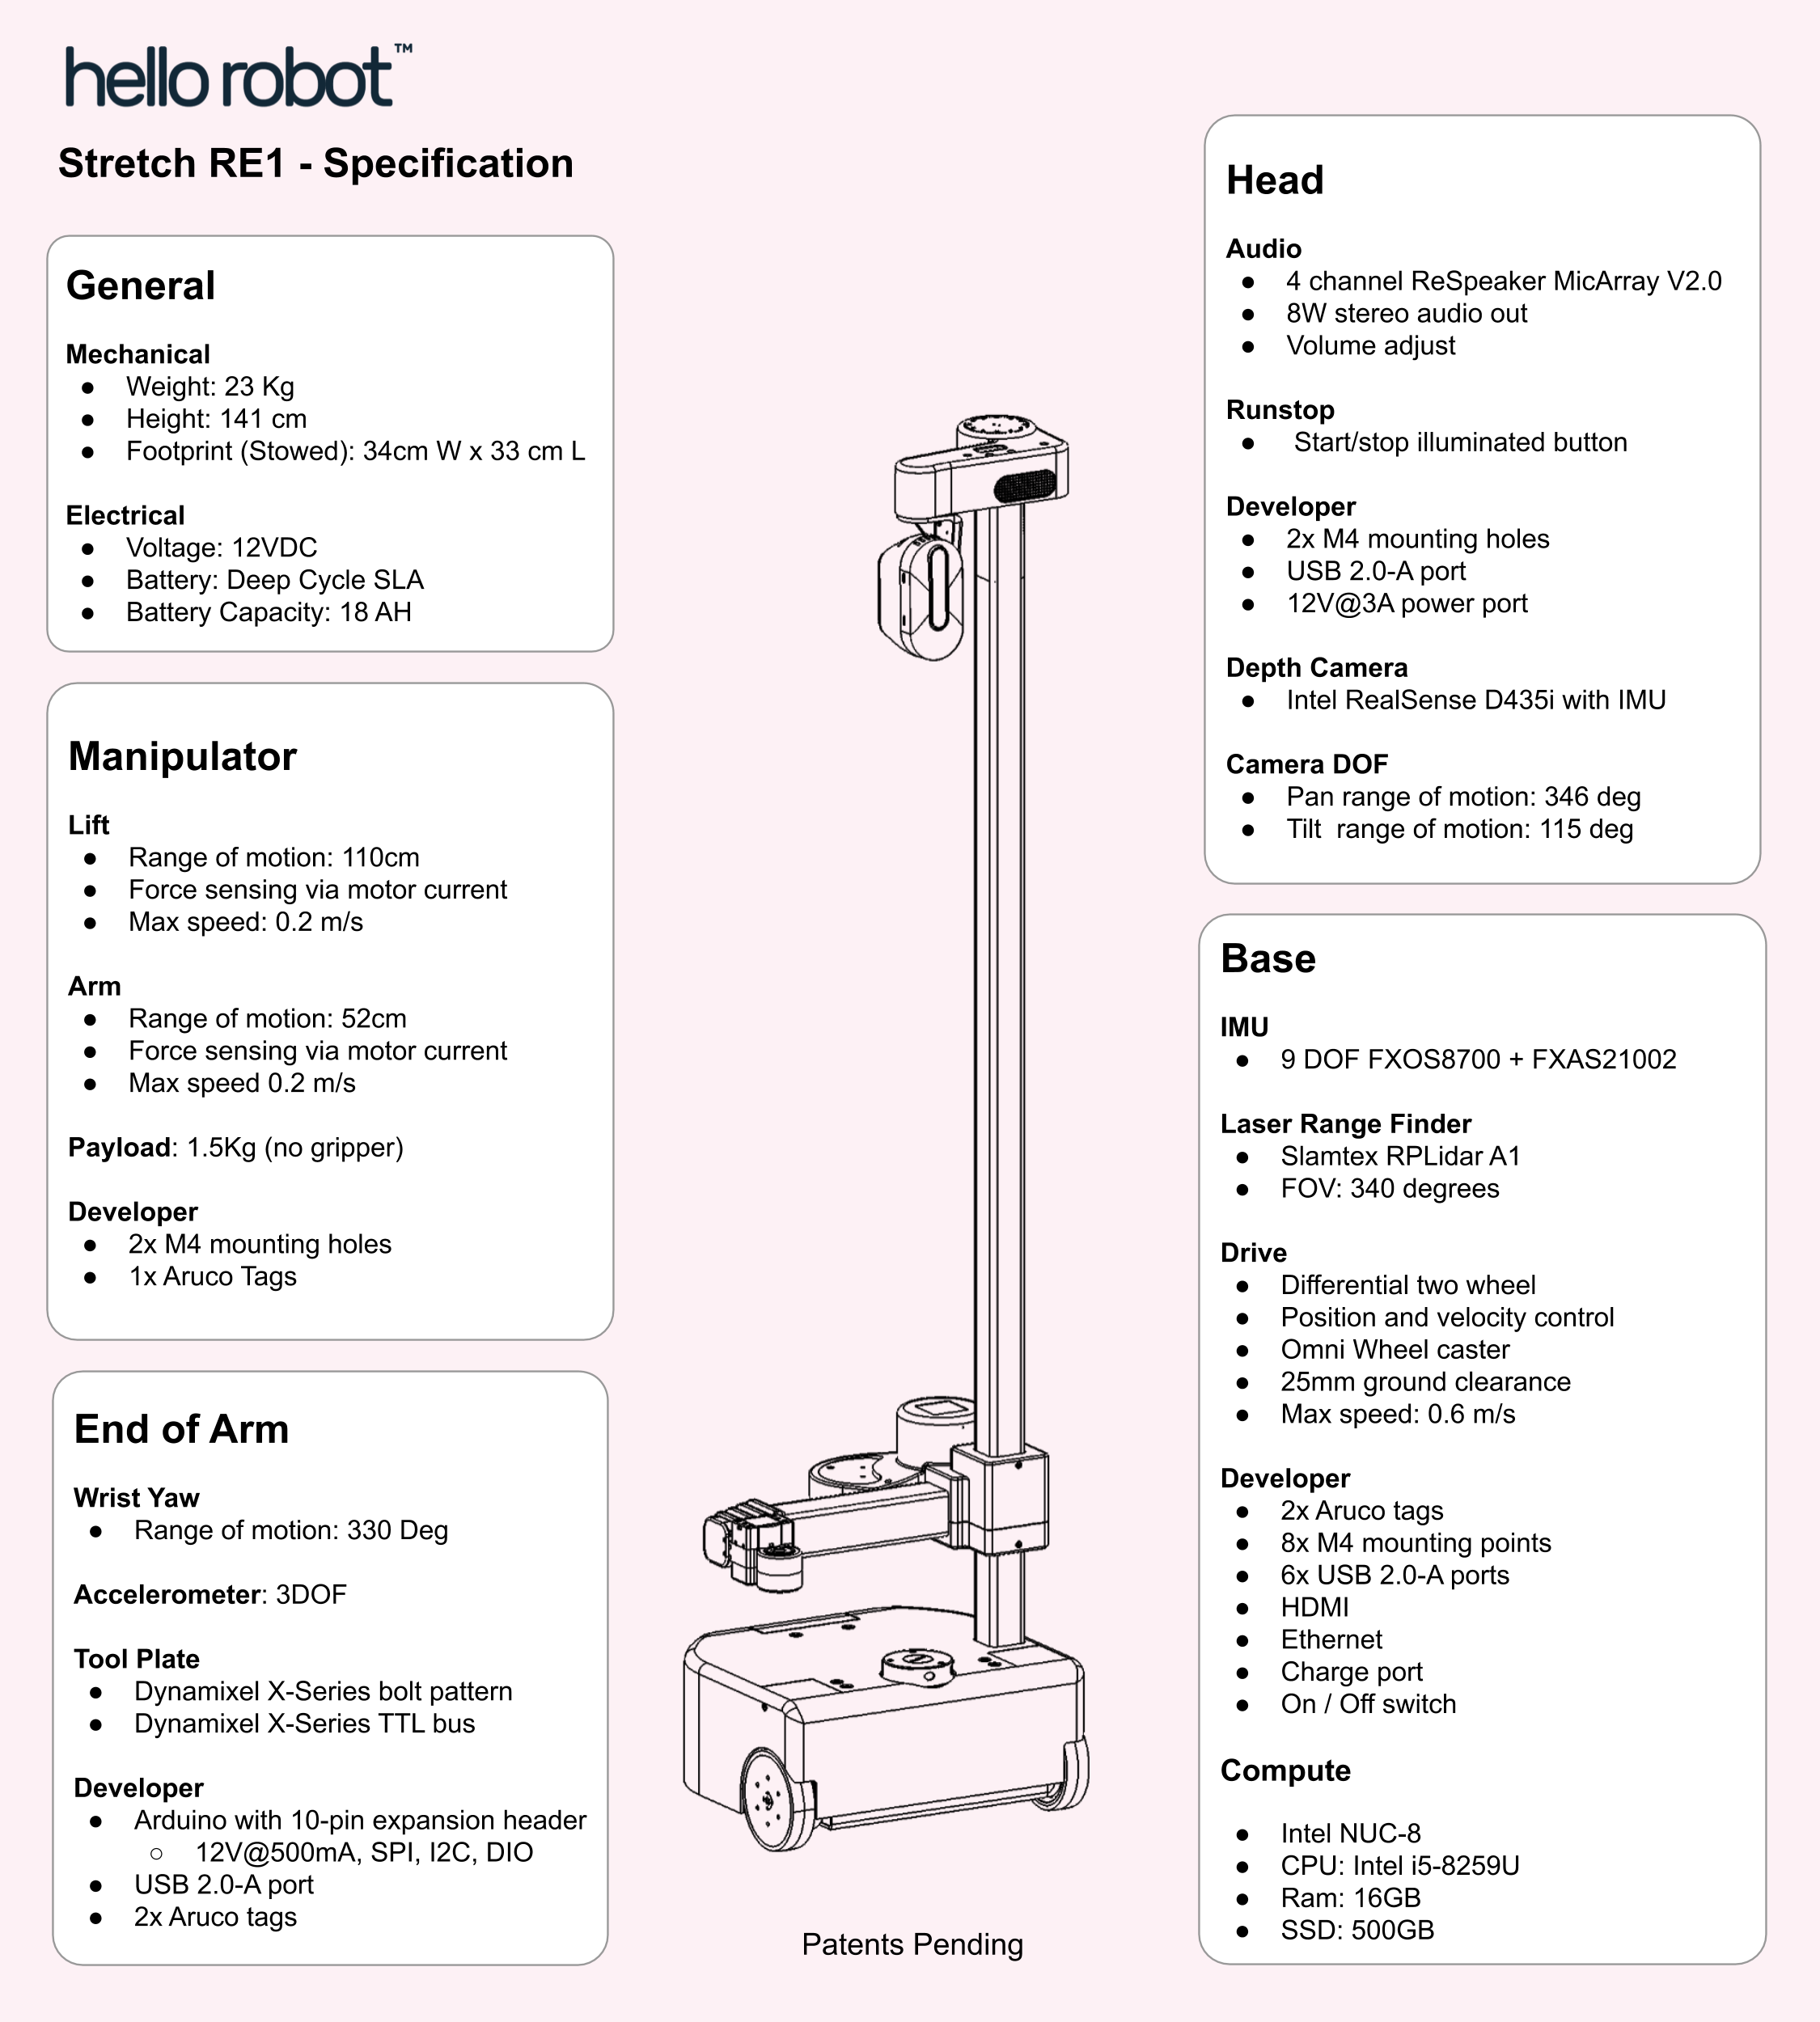 hello robot™
Stretch RE1 - Specification
General
Mechanical
● Weight: 23 Kg
● Height: 141 cm
● Footprint (Stowed): 34cm W x 33 cm L
Electrical
● Voltage: 12VDC
● Battery: Deep Cycle SLA
● Battery Capacity: 18 AH
Manipulator
Lift
● Range of motion: 110cm
● Force sensing via motor current
● Max speed: 0.2 m/s
Arm
● Range of motion: 52cm
● Force sensing via motor current
● Max speed 0.2 m/s
Payload: 1.5Kg (no gripper)
Developer
● 2x M4 mounting holes
● 1x Aruco Tags
End of Arm
Wrist Yaw
● Range of motion: 330 Deg
Accelerometer: 3DOF
Tool Plate
● Dynamixel X-Series bolt pattern
● Dynamixel X-Series TTL bus
Developer
● Arduino with 10-pin expansion header
○ 12V@500mA, SPI, I2C, DIO
● USB 2.0-A port
● 2x Aruco tags
Patents Pending
Head
Audio
● 4 channel ReSpeaker MicArray V2.0
● 8W stereo audio out
● Volume adjust
Runstop
● Start/stop illuminated button
Developer
● 2x M4 mounting holes
● USB 2.0-A port
● 12V@3A power port
Depth Camera
● Intel RealSense D435i with IMU
Camera DOF
● Pan range of motion: 346 deg
● Tilt range of motion: 115 deg
Base
IMU
● 9 DOF FXOS8700 + FXAS21002
Laser Range Finder
● Slamtex RPLidar A1
● FOV: 340 degrees
Drive
● Differential two wheel
● Position and velocity control
● Omni Wheel caster
● 25mm ground clearance
● Max speed: 0.6 m/s
Developer
● 2x Aruco tags
● 8x M4 mounting points
● 6x USB 2.0-A ports
● HDMI
● Ethernet
● Charge port
● On / Off switch
Compute
● Intel NUC-8
● CPU: Intel i5-8259U
● Ram: 16GB
● SSD: 500GB